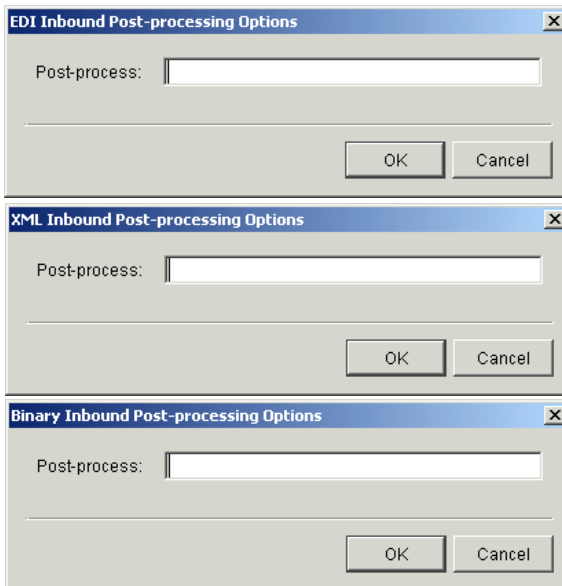 EDI Inbound Post-processing Options
Post-process:
OK Cancel
XML Inbound Post-processing Options
Post-process:
OK Cancel
Binary Inbound Post-processing Options
Post-process:
OK Cancel